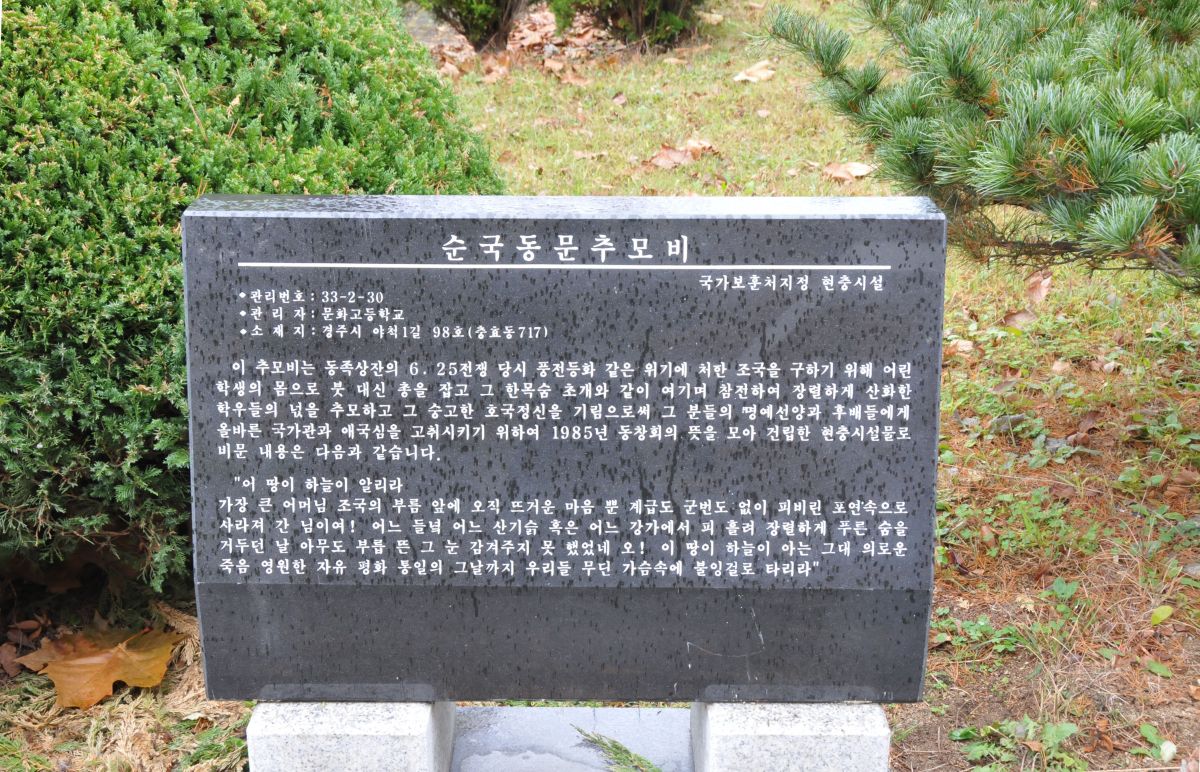 순국동문추모비
국가보훈처지정 현충시설
◆관리번호 : 33-2-30
◆관 리 자 : 문화고등학교
◆소 재 지 : 경주시 야척1길 98호(충효동717)
이 추모비는 동족상잔의 6. 25전쟁 당시 풍전등화 같은 위기에 처한 조국을 구하기 위해 어린
학생의 몸으로 붓 대신 총을 잡고 그 한목숨 초개와 같이 여기며 참전하여 장렬하게 산화한
학우들의 넋을 추모하고 그 숭고한 호국정신을 기림으로써 그 분들의 명예선양과 후배들에게
올바른 국가관과 애국심을 고취시키기 위하여 1985년 동창회의 뜻을 모아 건립한 현충시설물로
비문 내용은 다음과 같습니다.
"어 땅이 하늘이 알리라
가장 큰 어머님 조국의 부름 앞에 오직 뜨거운 마음 뿐 계급도 군번도 없이 피비린 포연속으로
사라져 간 님이여! 어느 들녘 어느 산기슭 혹은 어느 강가에서 피 흘려 장렬하게 푸른 숨을
거두던 날 아무도 부릅 뜬 그 눈 감겨주지 못 했었네 오! 이 땅이 하늘이 아는 그대 의로운
죽음 영원한 자유 평화 통일의 그날까지 우리들 무딘 가슴속에 불잉걸로 타리라"